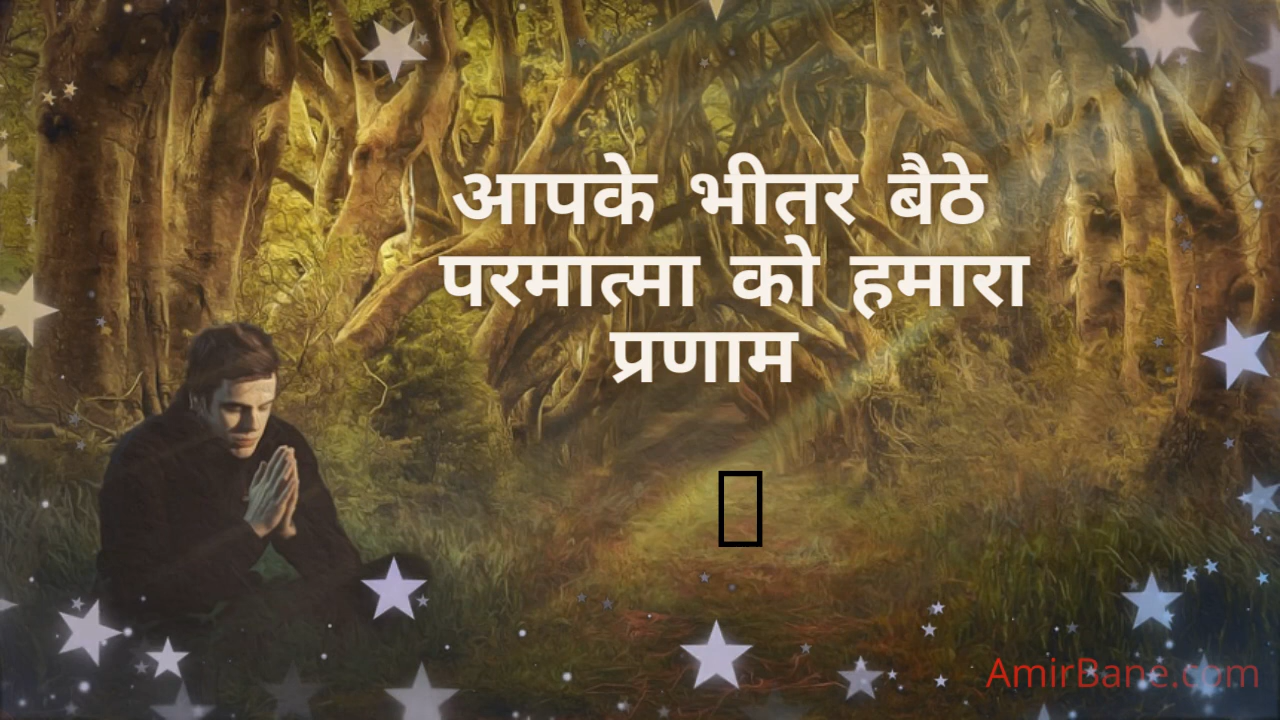 आपके भीतर बैठे
परमात्मा को हमारा
प्रणाम
AmirBane.com